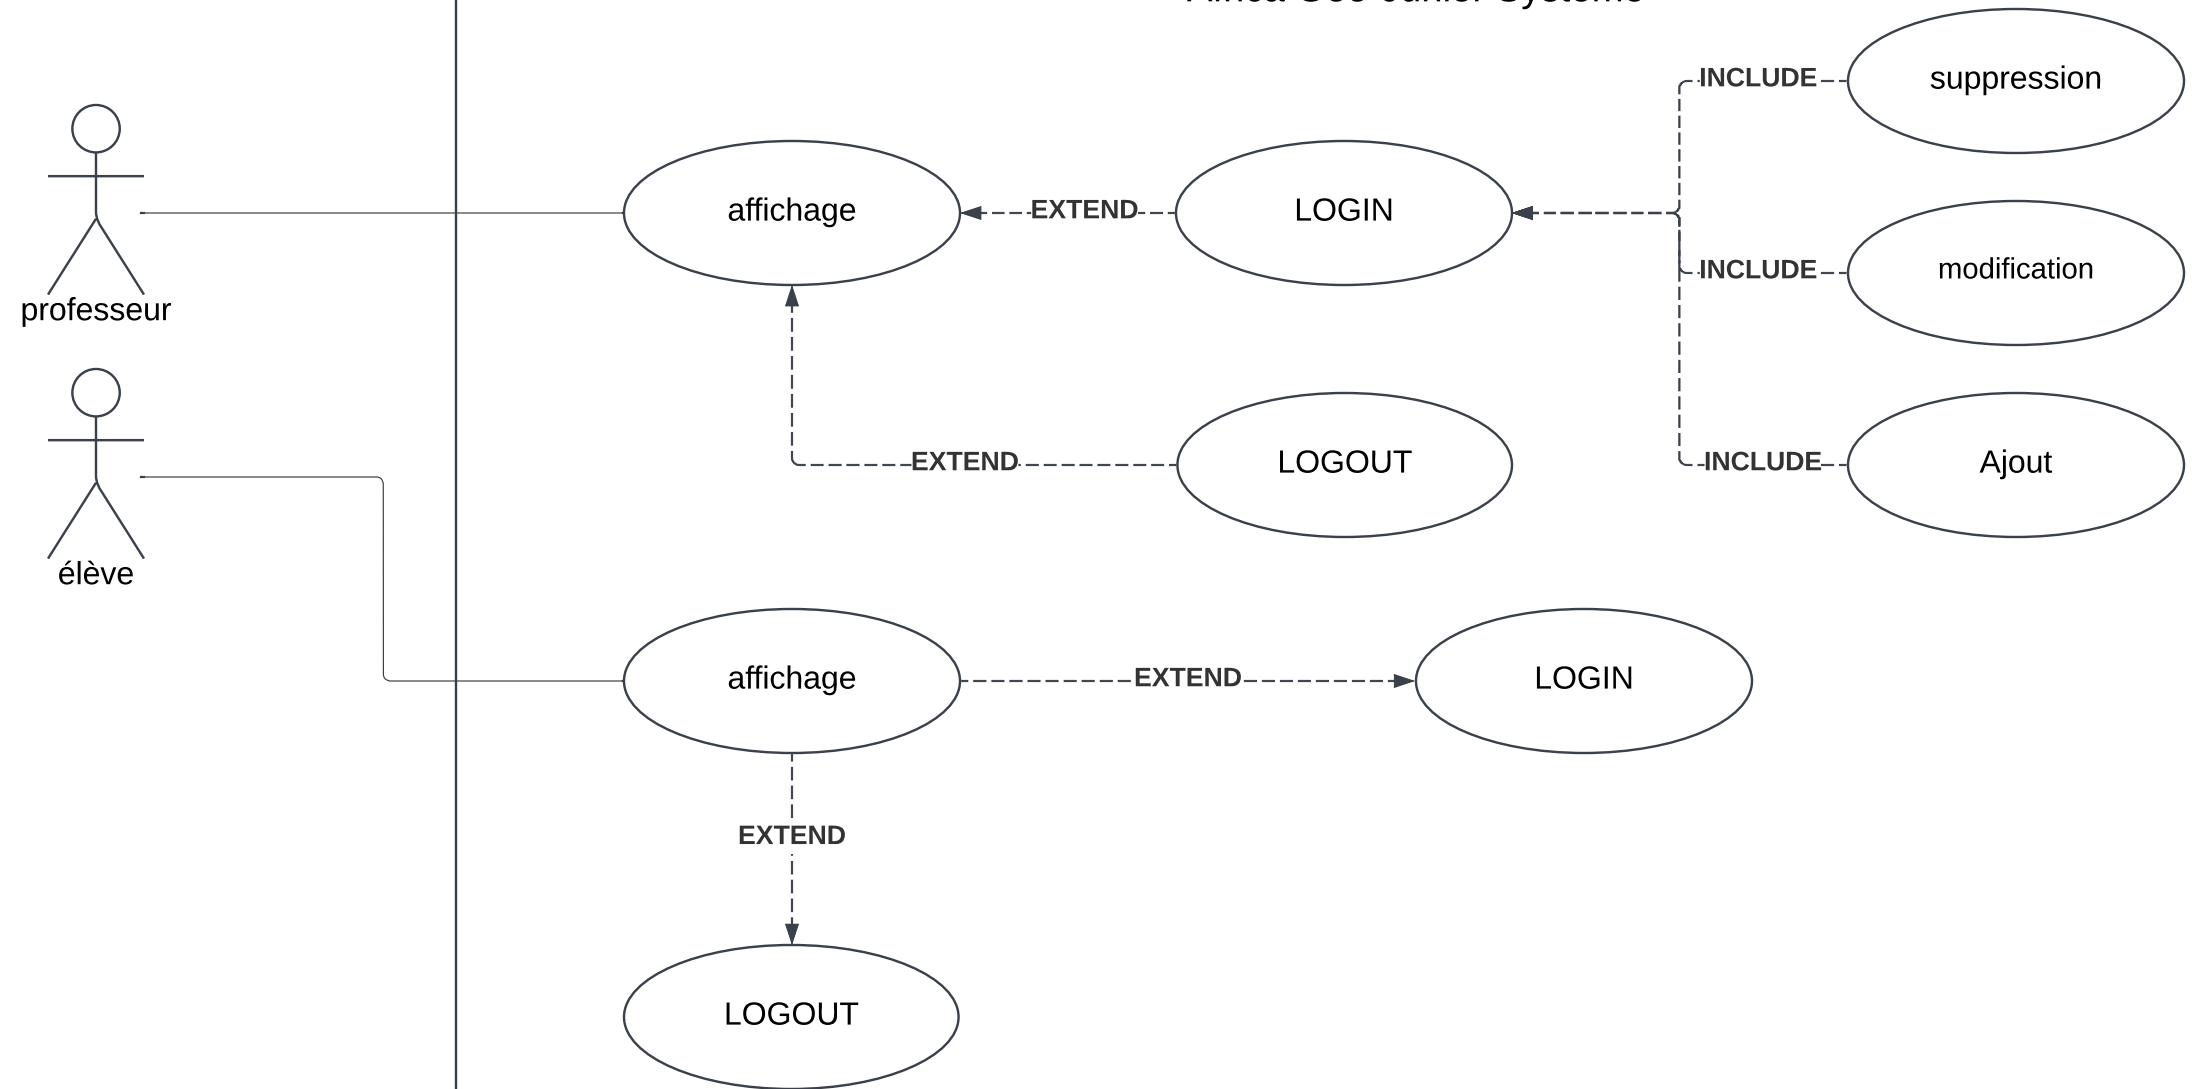 suppression
INCLUDE
professeur
affichage
EXTEND
LOGIN
INCLUDE
modification
LOGOUT
EXTEND
INCLUDE
Ajout
élève
affichage
EXTEND
LOGIN
EXTEND
LOGOUT